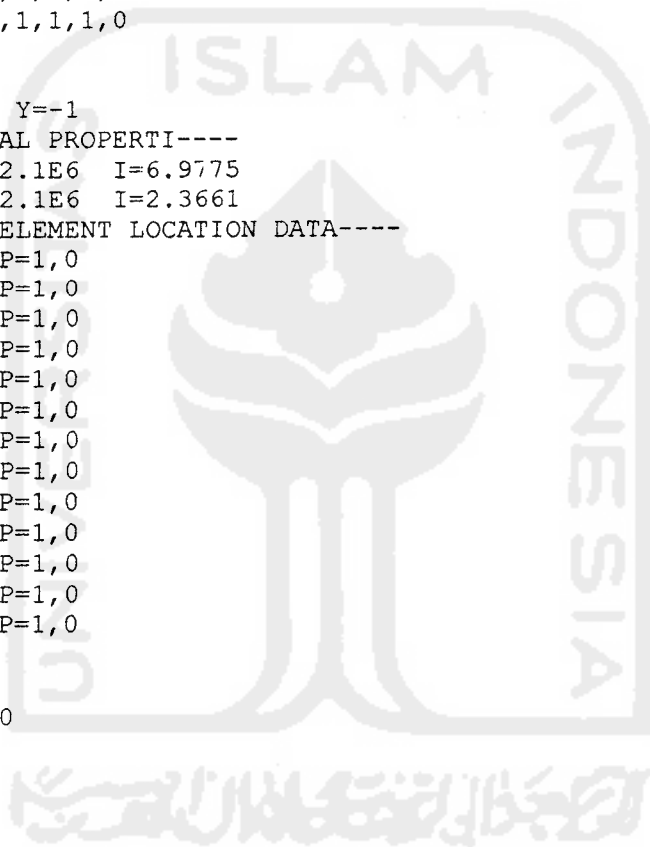 ,1,1,1,0
ISLAM
Y=-1
AL PROPERTI----
2.1E6 I=6.9775
2.1E6 I=2.3661
ELEMENT LOCATION DATA----
P=1,0
P=1,0
P=1,0
P=1,0
P=1,0
P=1,0
P=1,0
P=1,0
P=1,0
P=1,0
P=1,0
P=1,0
P=1,0
0
INDONESIA